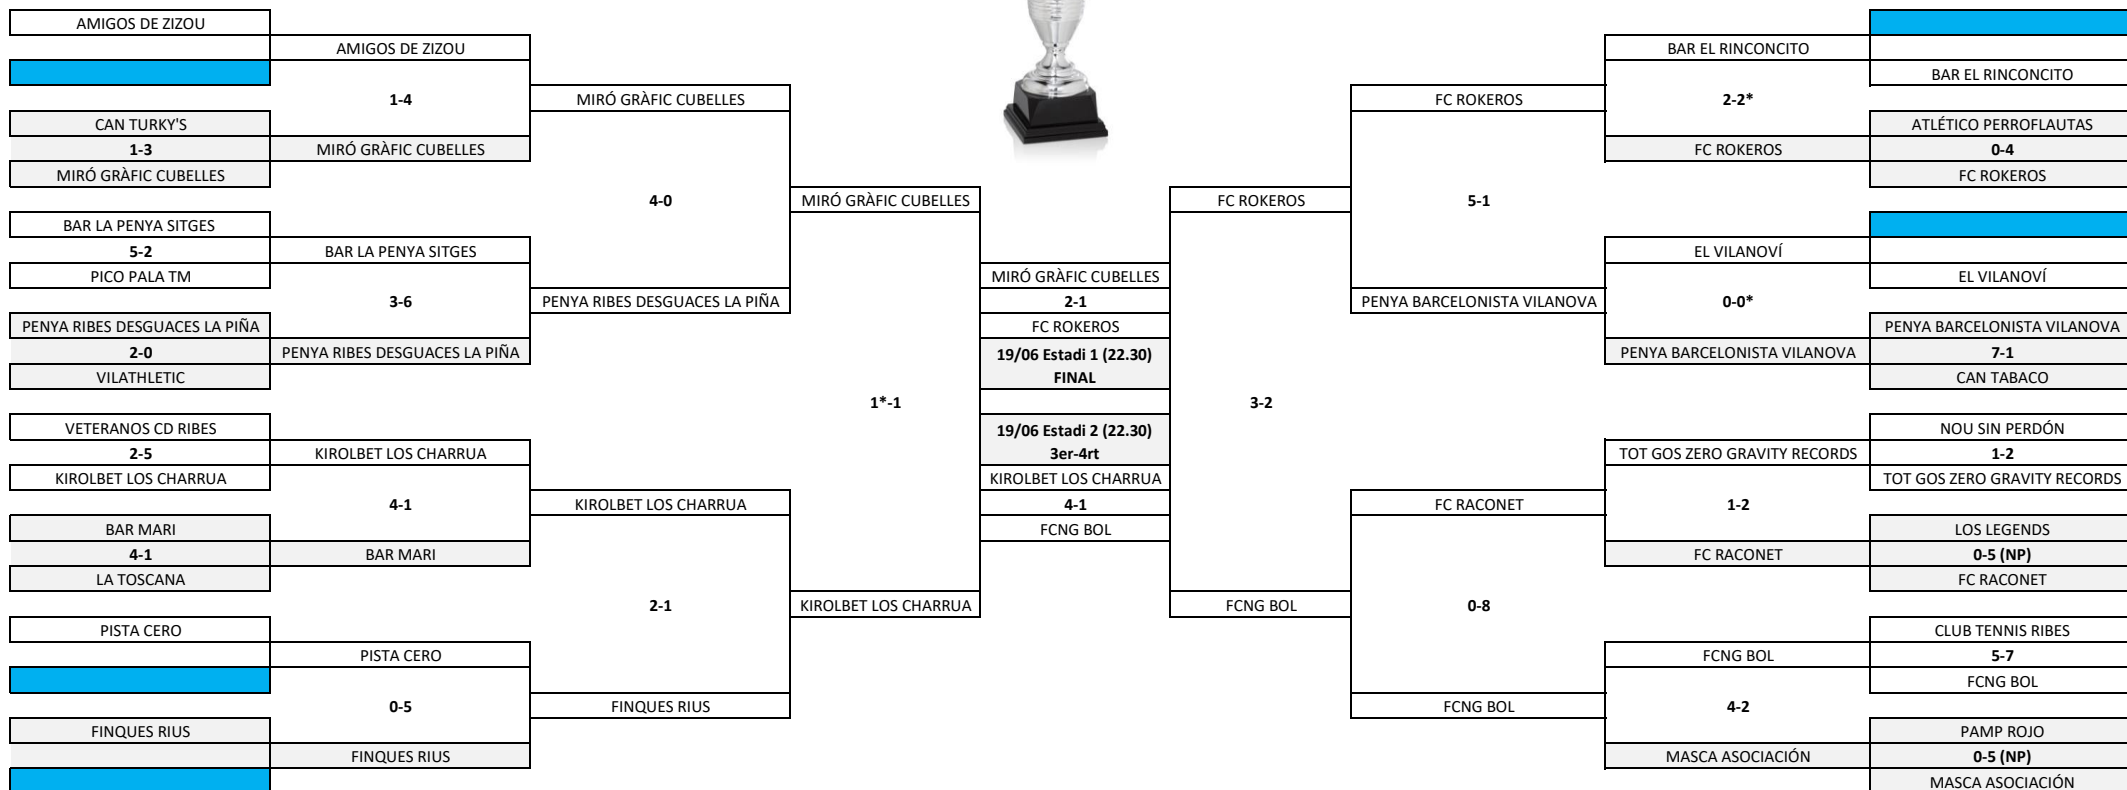 AMIGOS DE ZIZOU
AMIGOS DE ZIZOU
1-4
CAN TURKY'S
1-3
MIRÓ GRÀFIC CUBELLES
MIRÓ GRÀFIC CUBELLES
MIRÓ GRÀFIC CUBELLES
4-0
BAR LA PENYA SITGES
5-2
PICO PALA TM
BAR LA PENYA SITGES
3-6
PENYA RIBES DESGUACES LA PIÑA
2-0
VILATHLETIC
PENYA RIBES DESGUACES LA PIÑA
PENYA RIBES DESGUACES LA PIÑA
MIRÓ GRÀFIC CUBELLES
1*-1
VETERANOS CD RIBES
2-5
KIROLBET LOS CHARRUA
KIROLBET LOS CHARRUA
4-1
BAR MARI
4-1
LA TOSCANA
BAR MARI
KIROLBET LOS CHARRUA
2-1
PISTA CERO
PISTA CERO
0-5
FINQUES RIUS
FINQUES RIUS
FINQUES RIUS
KIROLBET LOS CHARRUA
MIRÓ GRÀFIC CUBELLES
2-1
FC ROKEROS
19/06 Estadi 1 (22.30)
FINAL
19/06 Estadi 2 (22.30)
3er-4rt
KIROLBET LOS CHARRUA
4-1
FCNG BOL
FC ROKEROS
3-2
FCNG BOL
FC ROKEROS
5-1
PENYA BARCELONISTA VILANOVA
FC RACONET
0-8
FCNG BOL
BAR EL RINCONCITO
2-2*
FC ROKEROS
EL VILANOVÍ
0-0*
PENYA BARCELONISTA VILANOVA
TOT GOS ZERO GRAVITY RECORDS
1-2
FC RACONET
FCNG BOL
4-2
MASCA ASOCIACIÓN
BAR EL RINCONCITO
ATLÉTICO PERROFLAUTAS
0-4
FC ROKEROS
EL VILANOVÍ
PENYA BARCELONISTA VILANOVA
7-1
CAN TABACO
NOU SIN PERDÓN
1-2
TOT GOS ZERO GRAVITY RECORDS
LOS LEGENDS
0-5 (NP)
FC RACONET
CLUB TENNIS RIBES
5-7
FCNG BOL
PAMP ROJO
0-5 (NP)
MASCA ASOCIACIÓN